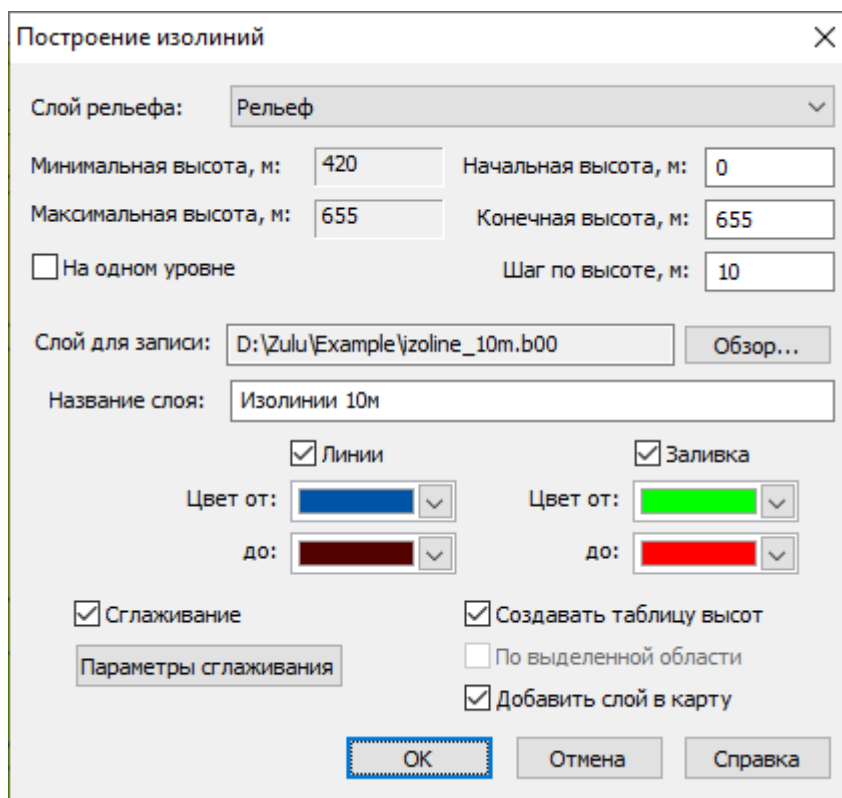 Построение изолиний
Слой рельефа: Рельеф
Минимальная высота, м: 420 Начальная высота, м: 0
Максимальная высота, м: 655 Конечная высота, м: 655
На одном уровне Шаг по высоте, м: 10
Слой для записи: D:\Zulu\Example\izoline_10m.b00 Обзор...
Название слоя: Изолинии 10м
Линии Заливка
Цвет от: Цвет от:
до: до:
Сглаживание Создавать таблицу высот
Параметры сглаживания По выделенной области
Добавить слой в карту
ОК Отмена Справка